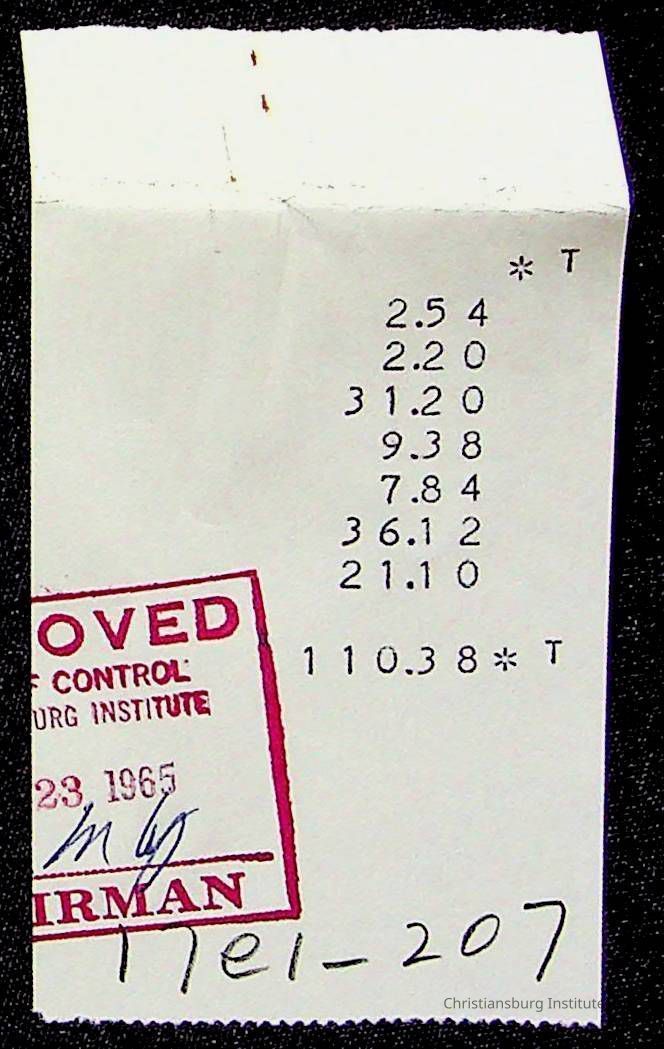 * T
2.54
2.20
31.20
9.38
7.84
36.12
21.10
110.38* T
OVED
F CONTROL
URG INSTITUTE
23 1965
IRMAN
17e1-207
Christiansburg Institute